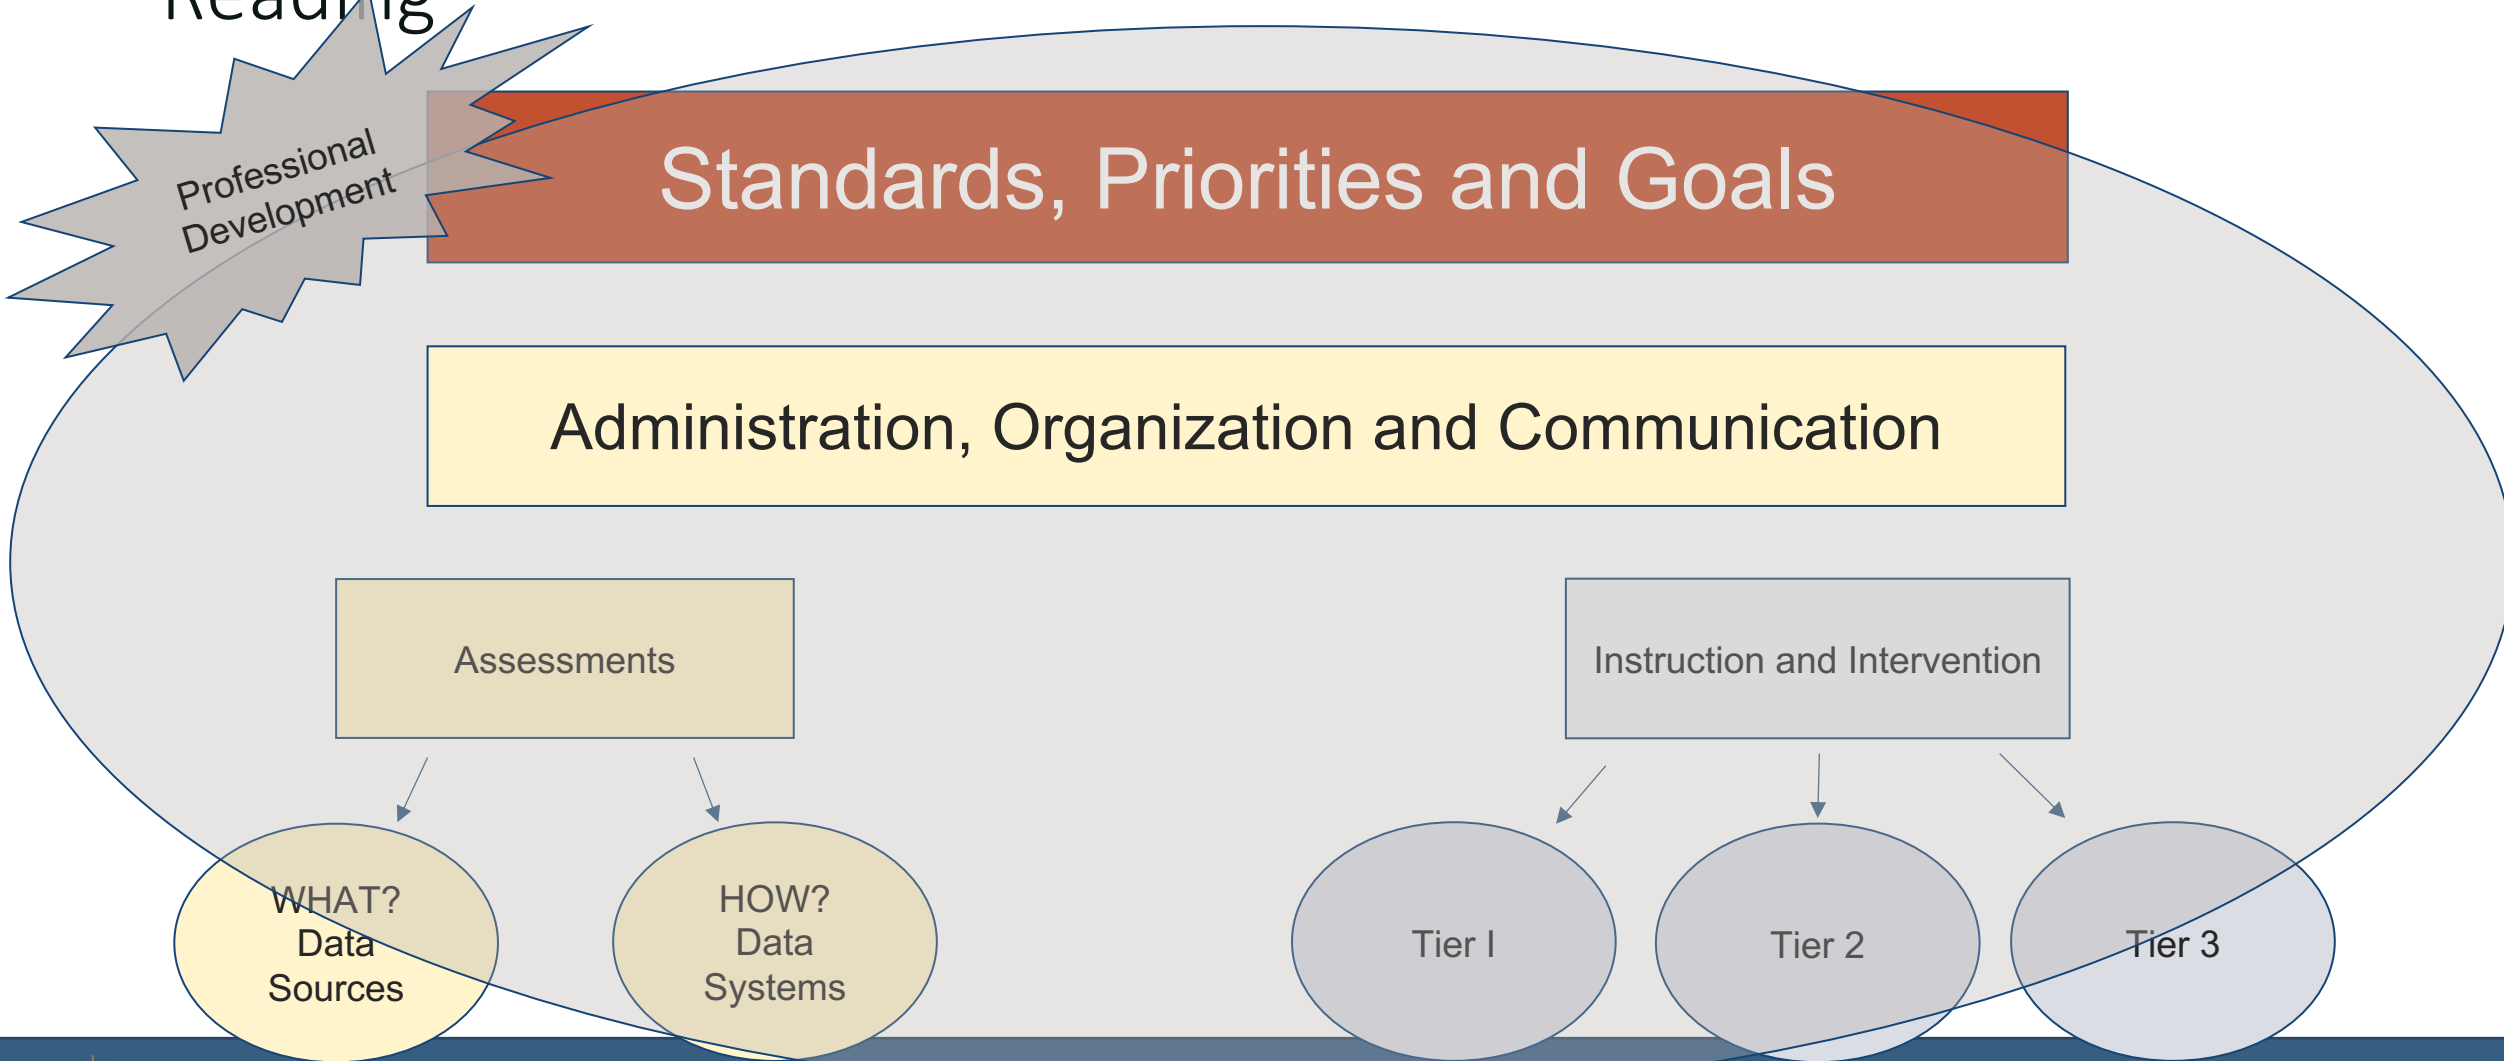 Reading
Professional
Development
Standards, Priorities and Goals
Administration, Organization and Communication
Assessments
Instruction and Intervention
WHAT?
Data
Sources
HOW?
Data
Systems
Tier I
Tier 2
Tier 3